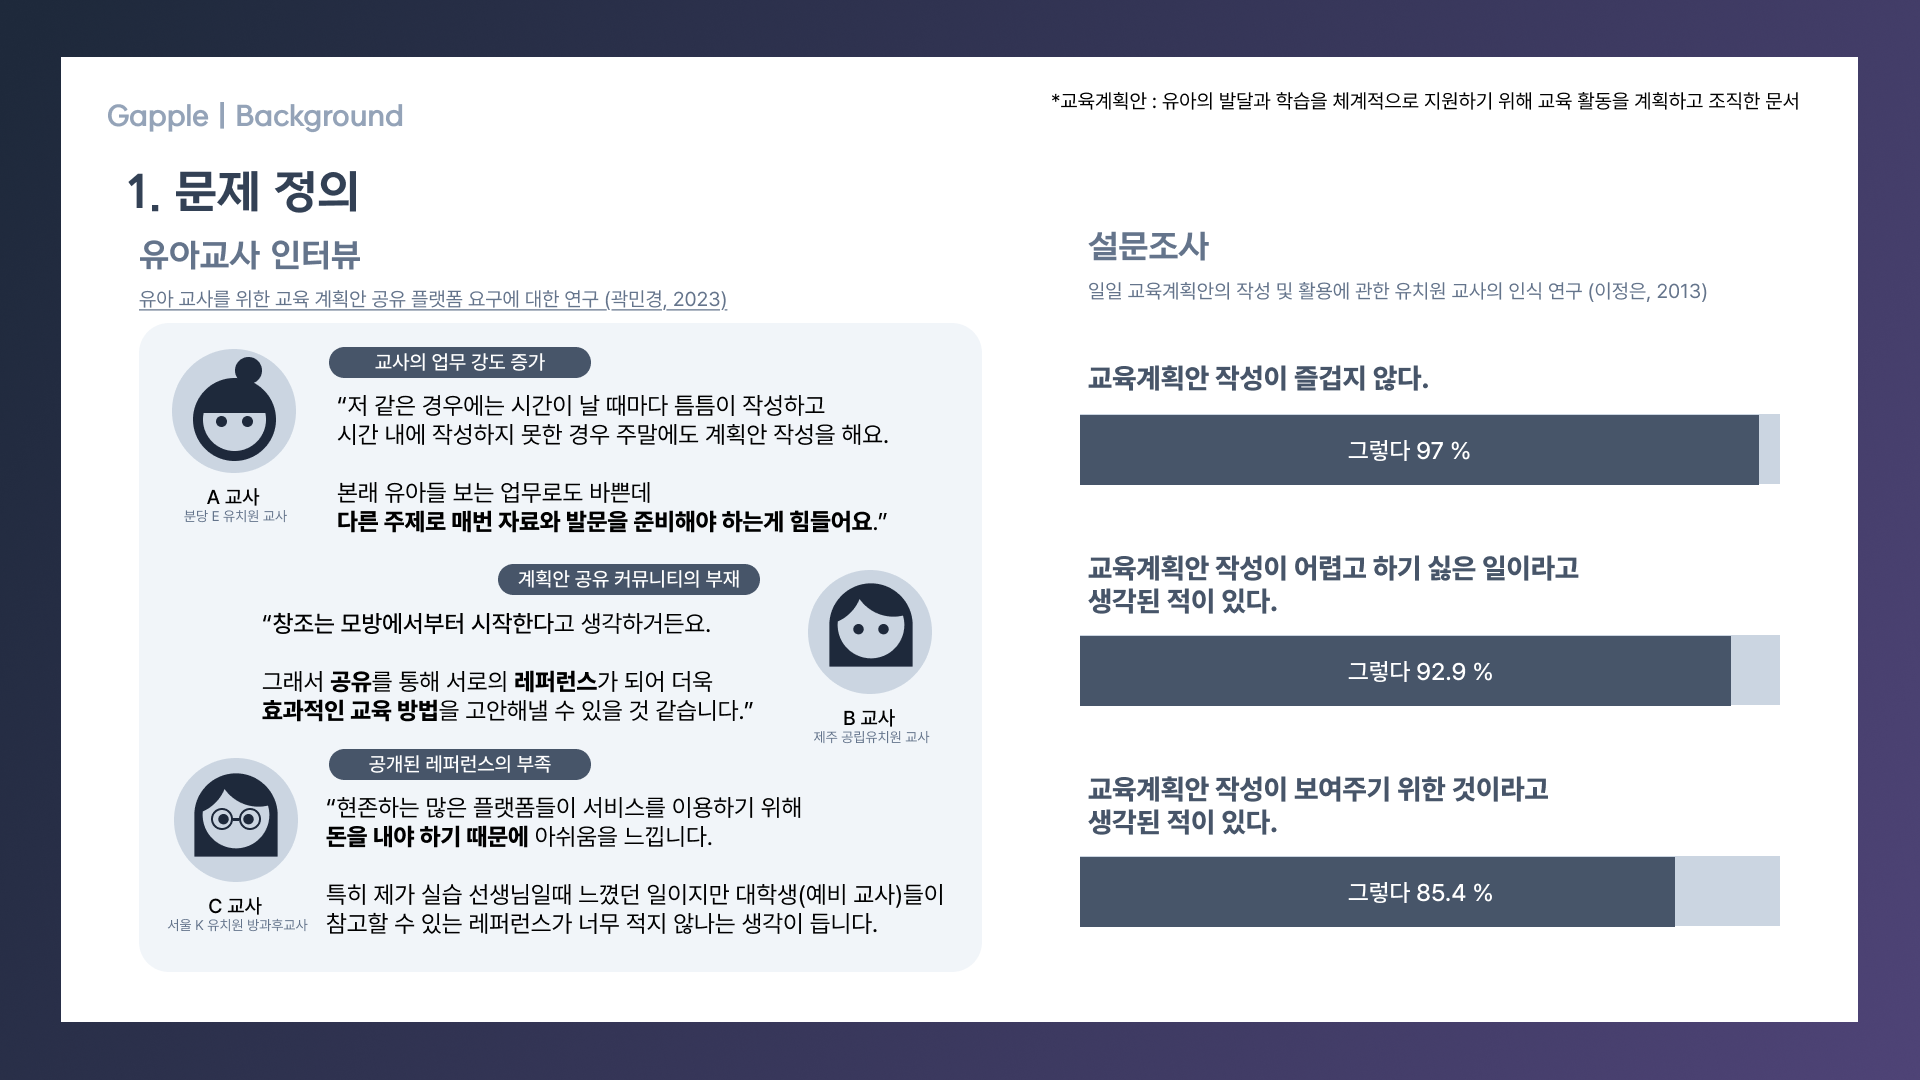 Gapple | Background
*교육계획안 : 유아의 발달과 학습을 체계적으로 지원하기 위해 교육 활동을 계획하고 조직한 문서
1. 문제 정의
유아교사 인터뷰
유아 교사를 위한 교육 계획안 공유 플랫폼 요구에 대한 연구 (곽민경, 2023)
교사의 업무 강도 증가
“저 같은 경우에는 시간이 날 때마다 틈틈이 작성하고
시간 내에 작성하지 못한 경우 주말에도 계획안 작성을 해요.
본래 유아들 보는 업무로도 바쁜데
다른 주제로 매번 자료와 발문을 준비해야 하는게 힘들어요.”
A 교사
분당 E 유치원 교사
계획안 공유 커뮤니티의 부재
“창조는 모방에서부터 시작한다고 생각하거든요.
그래서 공유를 통해 서로의 레퍼런스가 되어 더욱
효과적인 교육 방법을 고안해낼 수 있을 것 같습니다.”
B 교사
제주 공립유치원 교사
공개된 레퍼런스의 부족
“현존하는 많은 플랫폼들이 서비스를 이용하기 위해
돈을 내야 하기 때문에 아쉬움을 느낍니다.
특히 제가 실습 선생님일때 느꼈던 일이지만 대학생(예비 교사)들이
참고할 수 있는 레퍼런스가 너무 적지 않나는 생각이 듭니다.
C 교사
서울 K 유치원 방과후교사
설문조사
일일 교육계획안의 작성 및 활용에 관한 유치원 교사의 인식 연구 (이정은, 2013)
교육계획안 작성이 즐겁지 않다.
그렇다 97 %
교육계획안 작성이 어렵고 하기 싫은 일이라고
생각된 적이 있다.
그렇다 92.9 %
교육계획안 작성이 보여주기 위한 것이라고
생각된 적이 있다.
그렇다 85.4 %